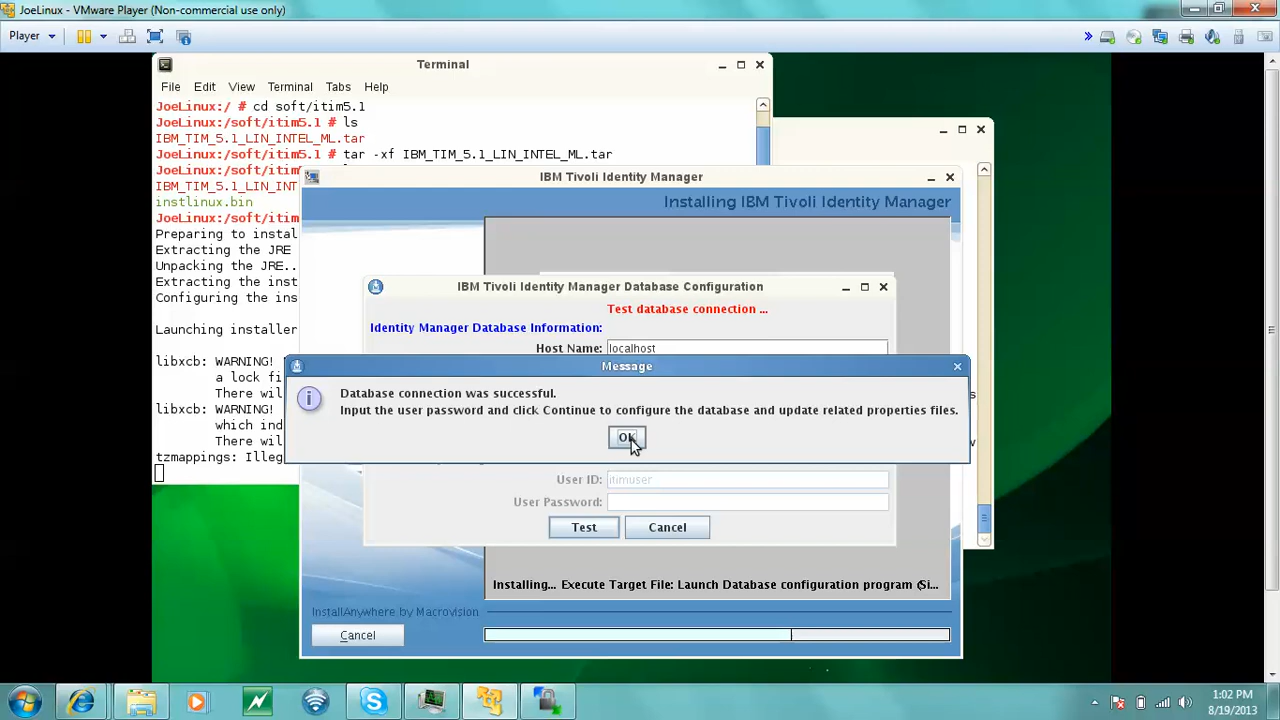 JoeLinux - VMware Player (Non-commercial use only)
Player
Terminal
File Edit View Terminal Tabs Help
JoeLinux:/ # cd soft/itim5.1
JoeLinux:/soft/itim5.1 # ls
IBM_TIM_5.1_LIN_INTEL_ML.tar
JoeLinux:/soft/itim5.1 # tar -xf IBM_TIM_5.1_LIN_INTEL_ML.tar
JoeLinux:/soft/itim
IBM_TIM_5.1_LIN_INT
instlinux.bin
JoeLinux:/soft/itim
Preparing to instal
Extracting the JRE
Unpacking the JRE..
Extracting the inst
Configuring the ins
Launching installer
libxcb: WARNING!
a lock fi
There wil
libxcb: WARNING!
which ind
There wil
tzmappings: Illeg
IBM Tivoli Identity Manager
Installing IBM Tivoli Identity Manager
IBM Tivoli Identity Manager Database Configuration
Test database connection ...
Identity Manager Database Information:
Host Name: localhost
Message
Database connection was successful.
Input the user password and click Continue to configure the database and update related properties files.
OK
User ID: itimuser
User Password:
Test Cancel
Installing... Execute Target File: Launch Database configuration program (Si...
InstallAnywhere by Macrovision
Cancel
1:02 PM
8/19/2013